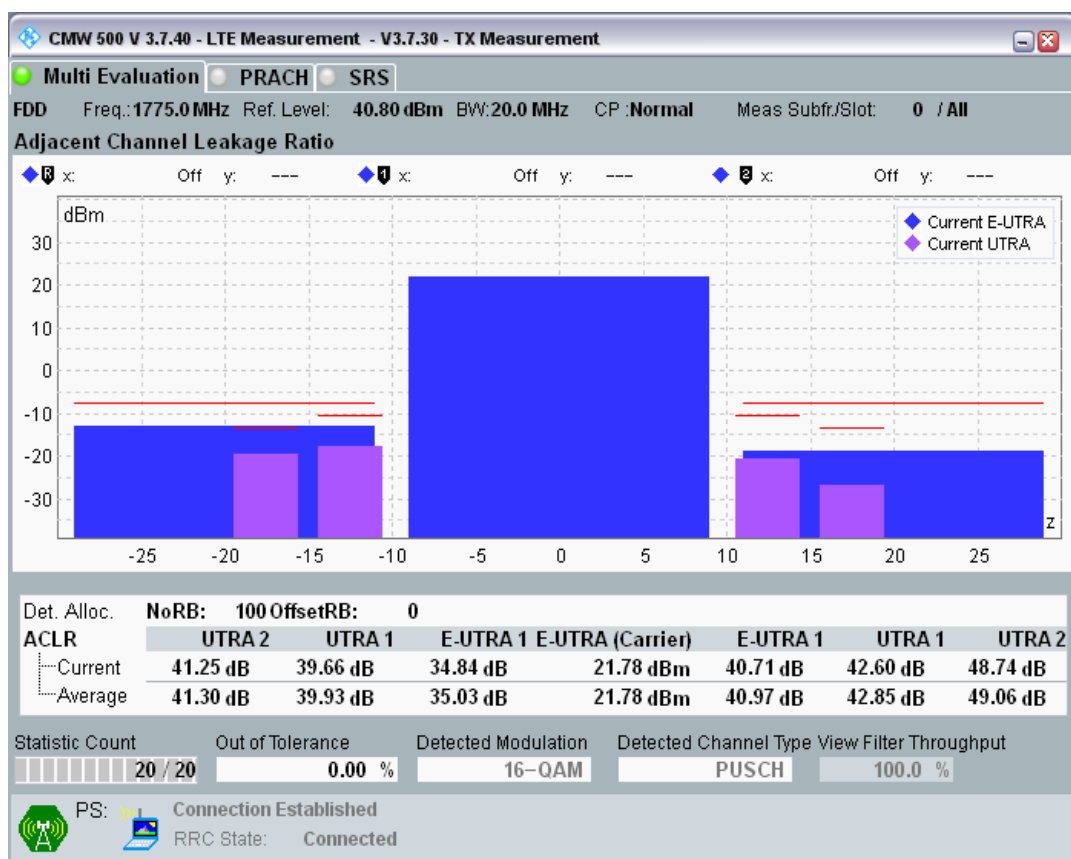 CMW 500 V 3.7.40 - LTE Measurement - V3.7.30 - TX Measurement
Multi Evaluation PRACH SRS
FDD Freq.: 1775.0 MHz Ref. Level: 40.80 dBm BW: 20.0 MHz CP : Normal Meas Subfr./Slot: 0 / All
Adjacent Channel Leakage Ratio
R x: Off y: --- 1 x: Off y: --- 2 x: Off y: ---
dBm
Current E-UTRA
Current UTRA
30
20
10
0
-10
-20
-30
z
-25 -20 -15 -10 -5 0 5 10 15 20 25
Det. Alloc. NoRB: 100 OffsetRB: 0
ACLR UTRA 2 UTRA 1 E-UTRA 1 E-UTRA (Carrier) E-UTRA 1 UTRA 1 UTRA 2
Current 41.25 dB 39.66 dB 34.84 dB 21.78 dBm 40.71 dB 42.60 dB 48.74 dB
Average 41.30 dB 39.93 dB 35.03 dB 21.78 dBm 40.97 dB 42.85 dB 49.06 dB
Statistic Count Out of Tolerance Detected Modulation Detected Channel Type View Filter Throughput
20 / 20 0.00 % 16-QAM PUSCH 100.0 %
PS: Connection Established
RRC State: Connected